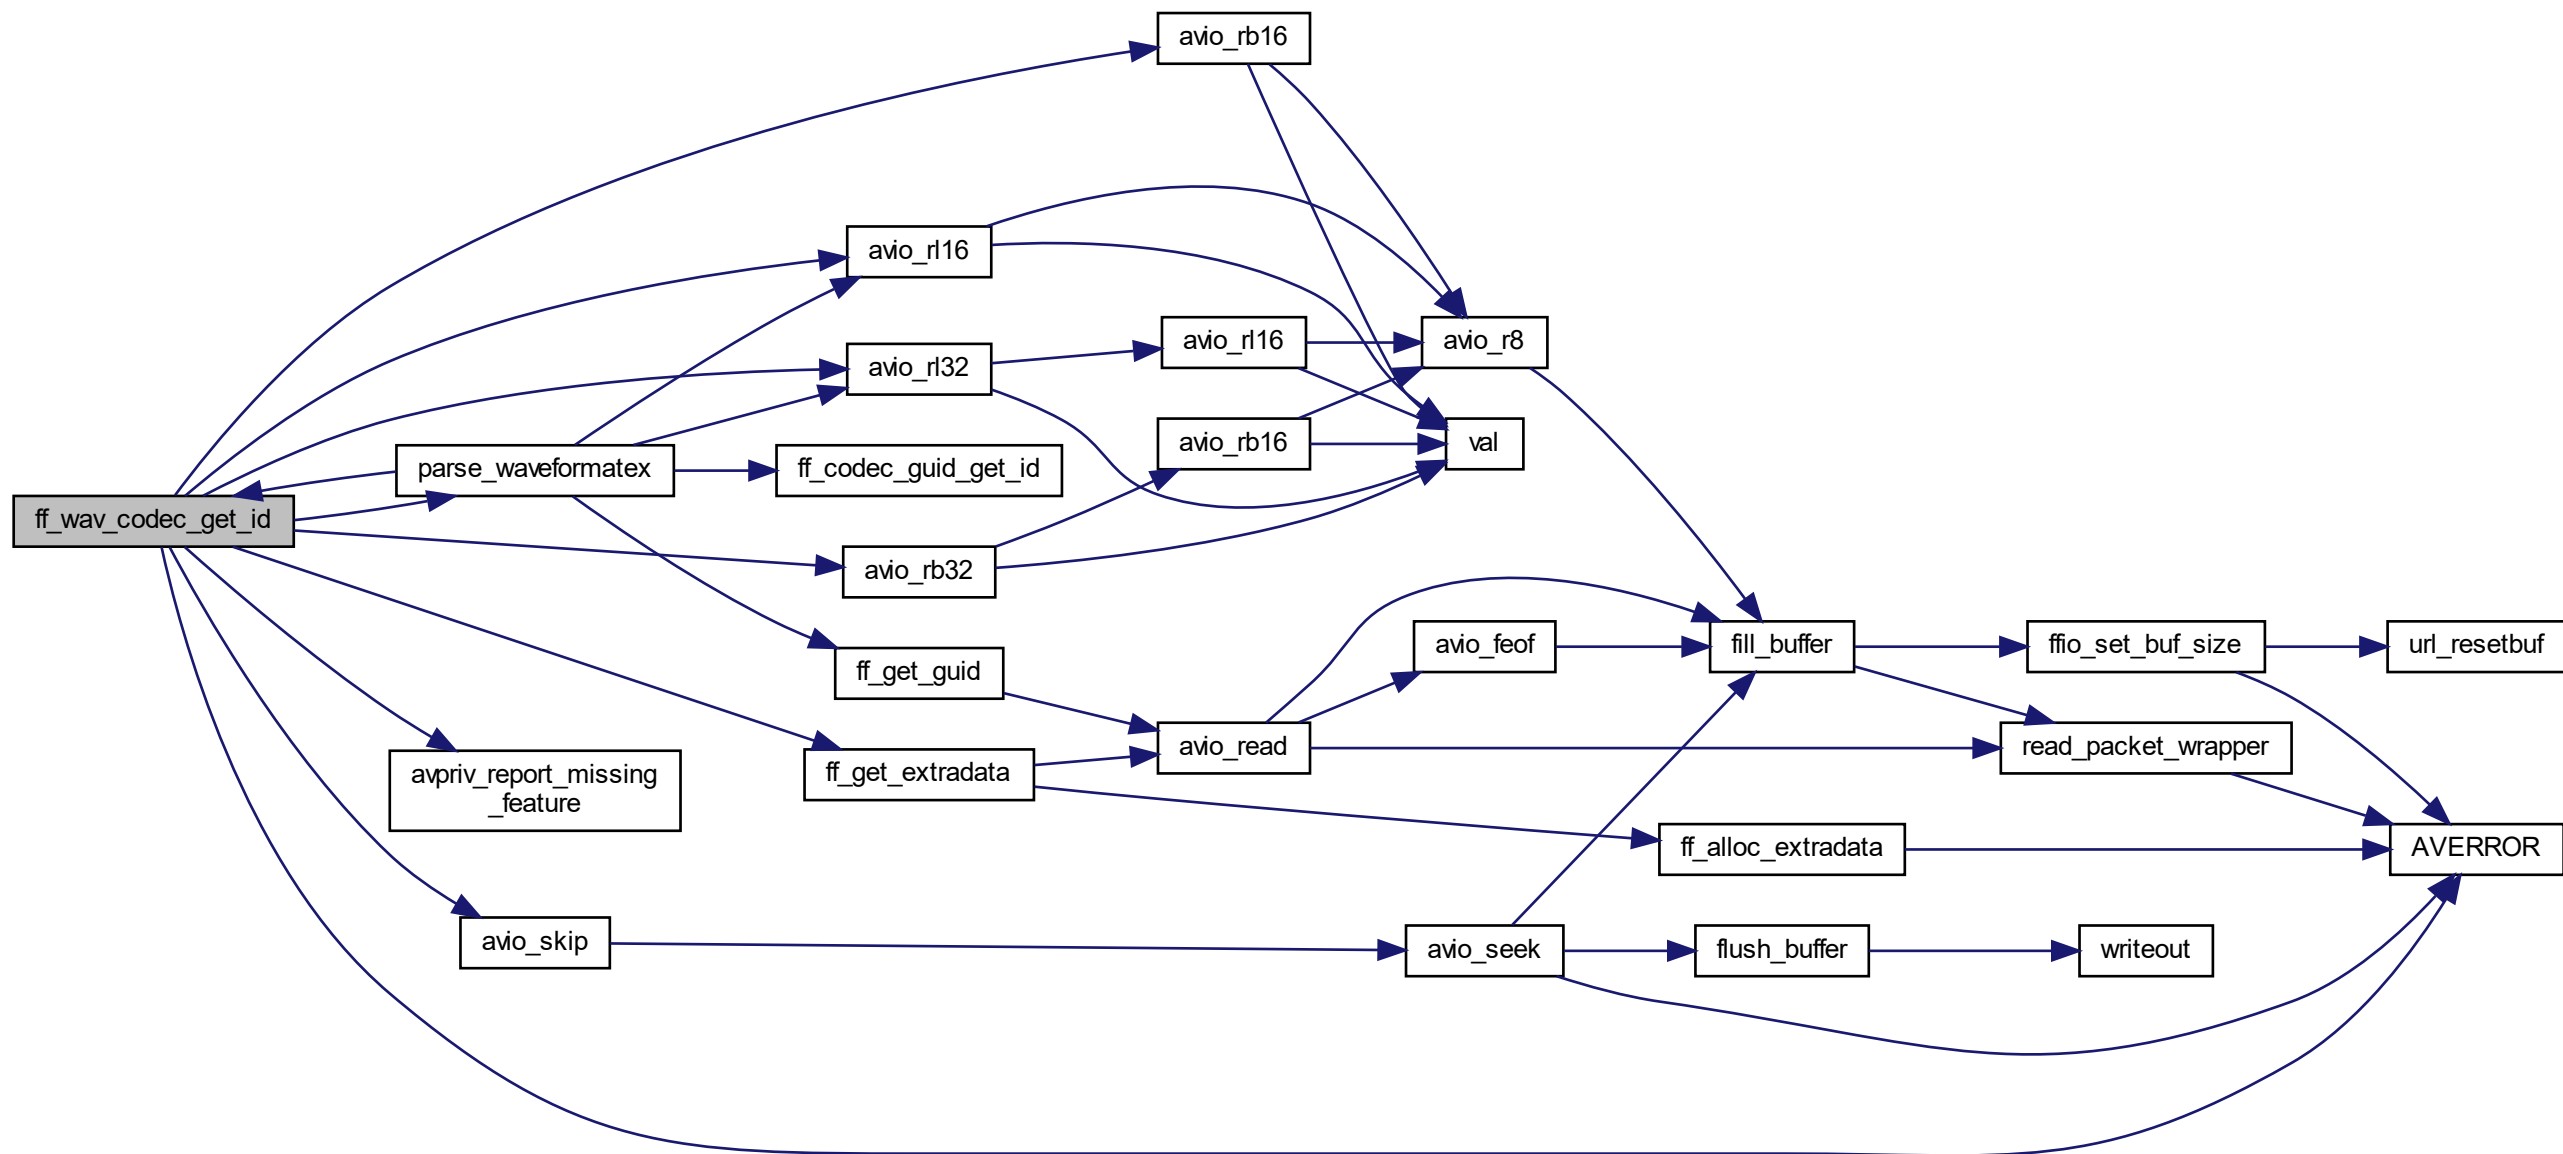 avio_rb16
avio_rl16
avio_rl32
avio_rl16
avio_r8
parse_waveformatex
ff_codec_guid_get_id
avio_rb16
val
ff_wav_codec_get_id
avio_rb32
ff_get_guid
avio_feof
fill_buffer
ffio_set_buf_size
url_resetbuf
avpriv_report_missing
_feature
ff_get_extradata
avio_read
read_packet_wrapper
ff_alloc_extradata
AVERROR
avio_skip
avio_seek
flush_buffer
writeout